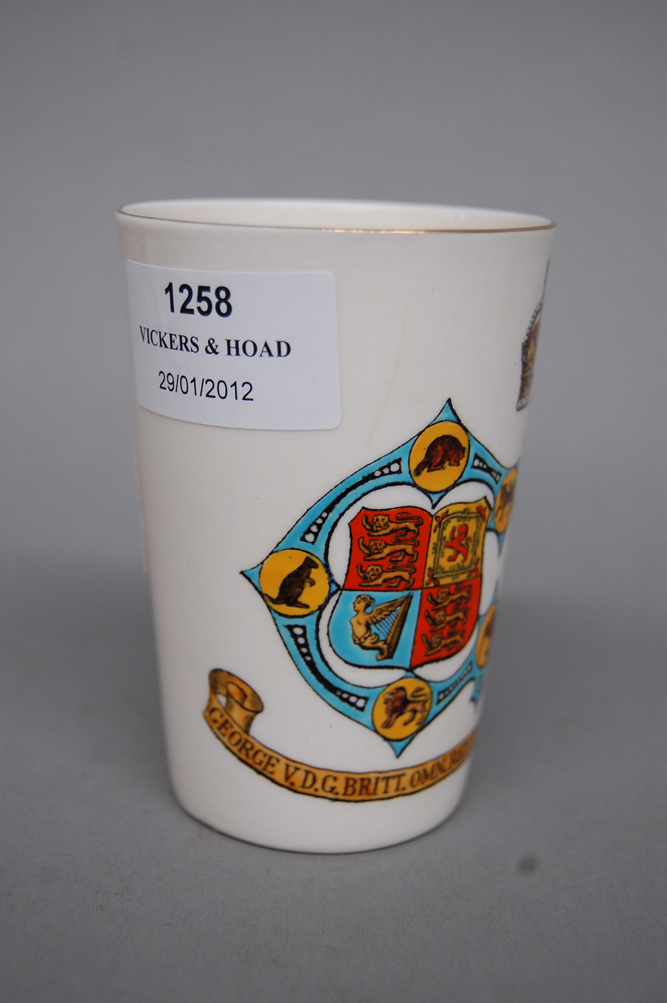 1258
VICKERS & HOAD
29/01/2012
GEORGE V.D.G.BRITT. OMN.